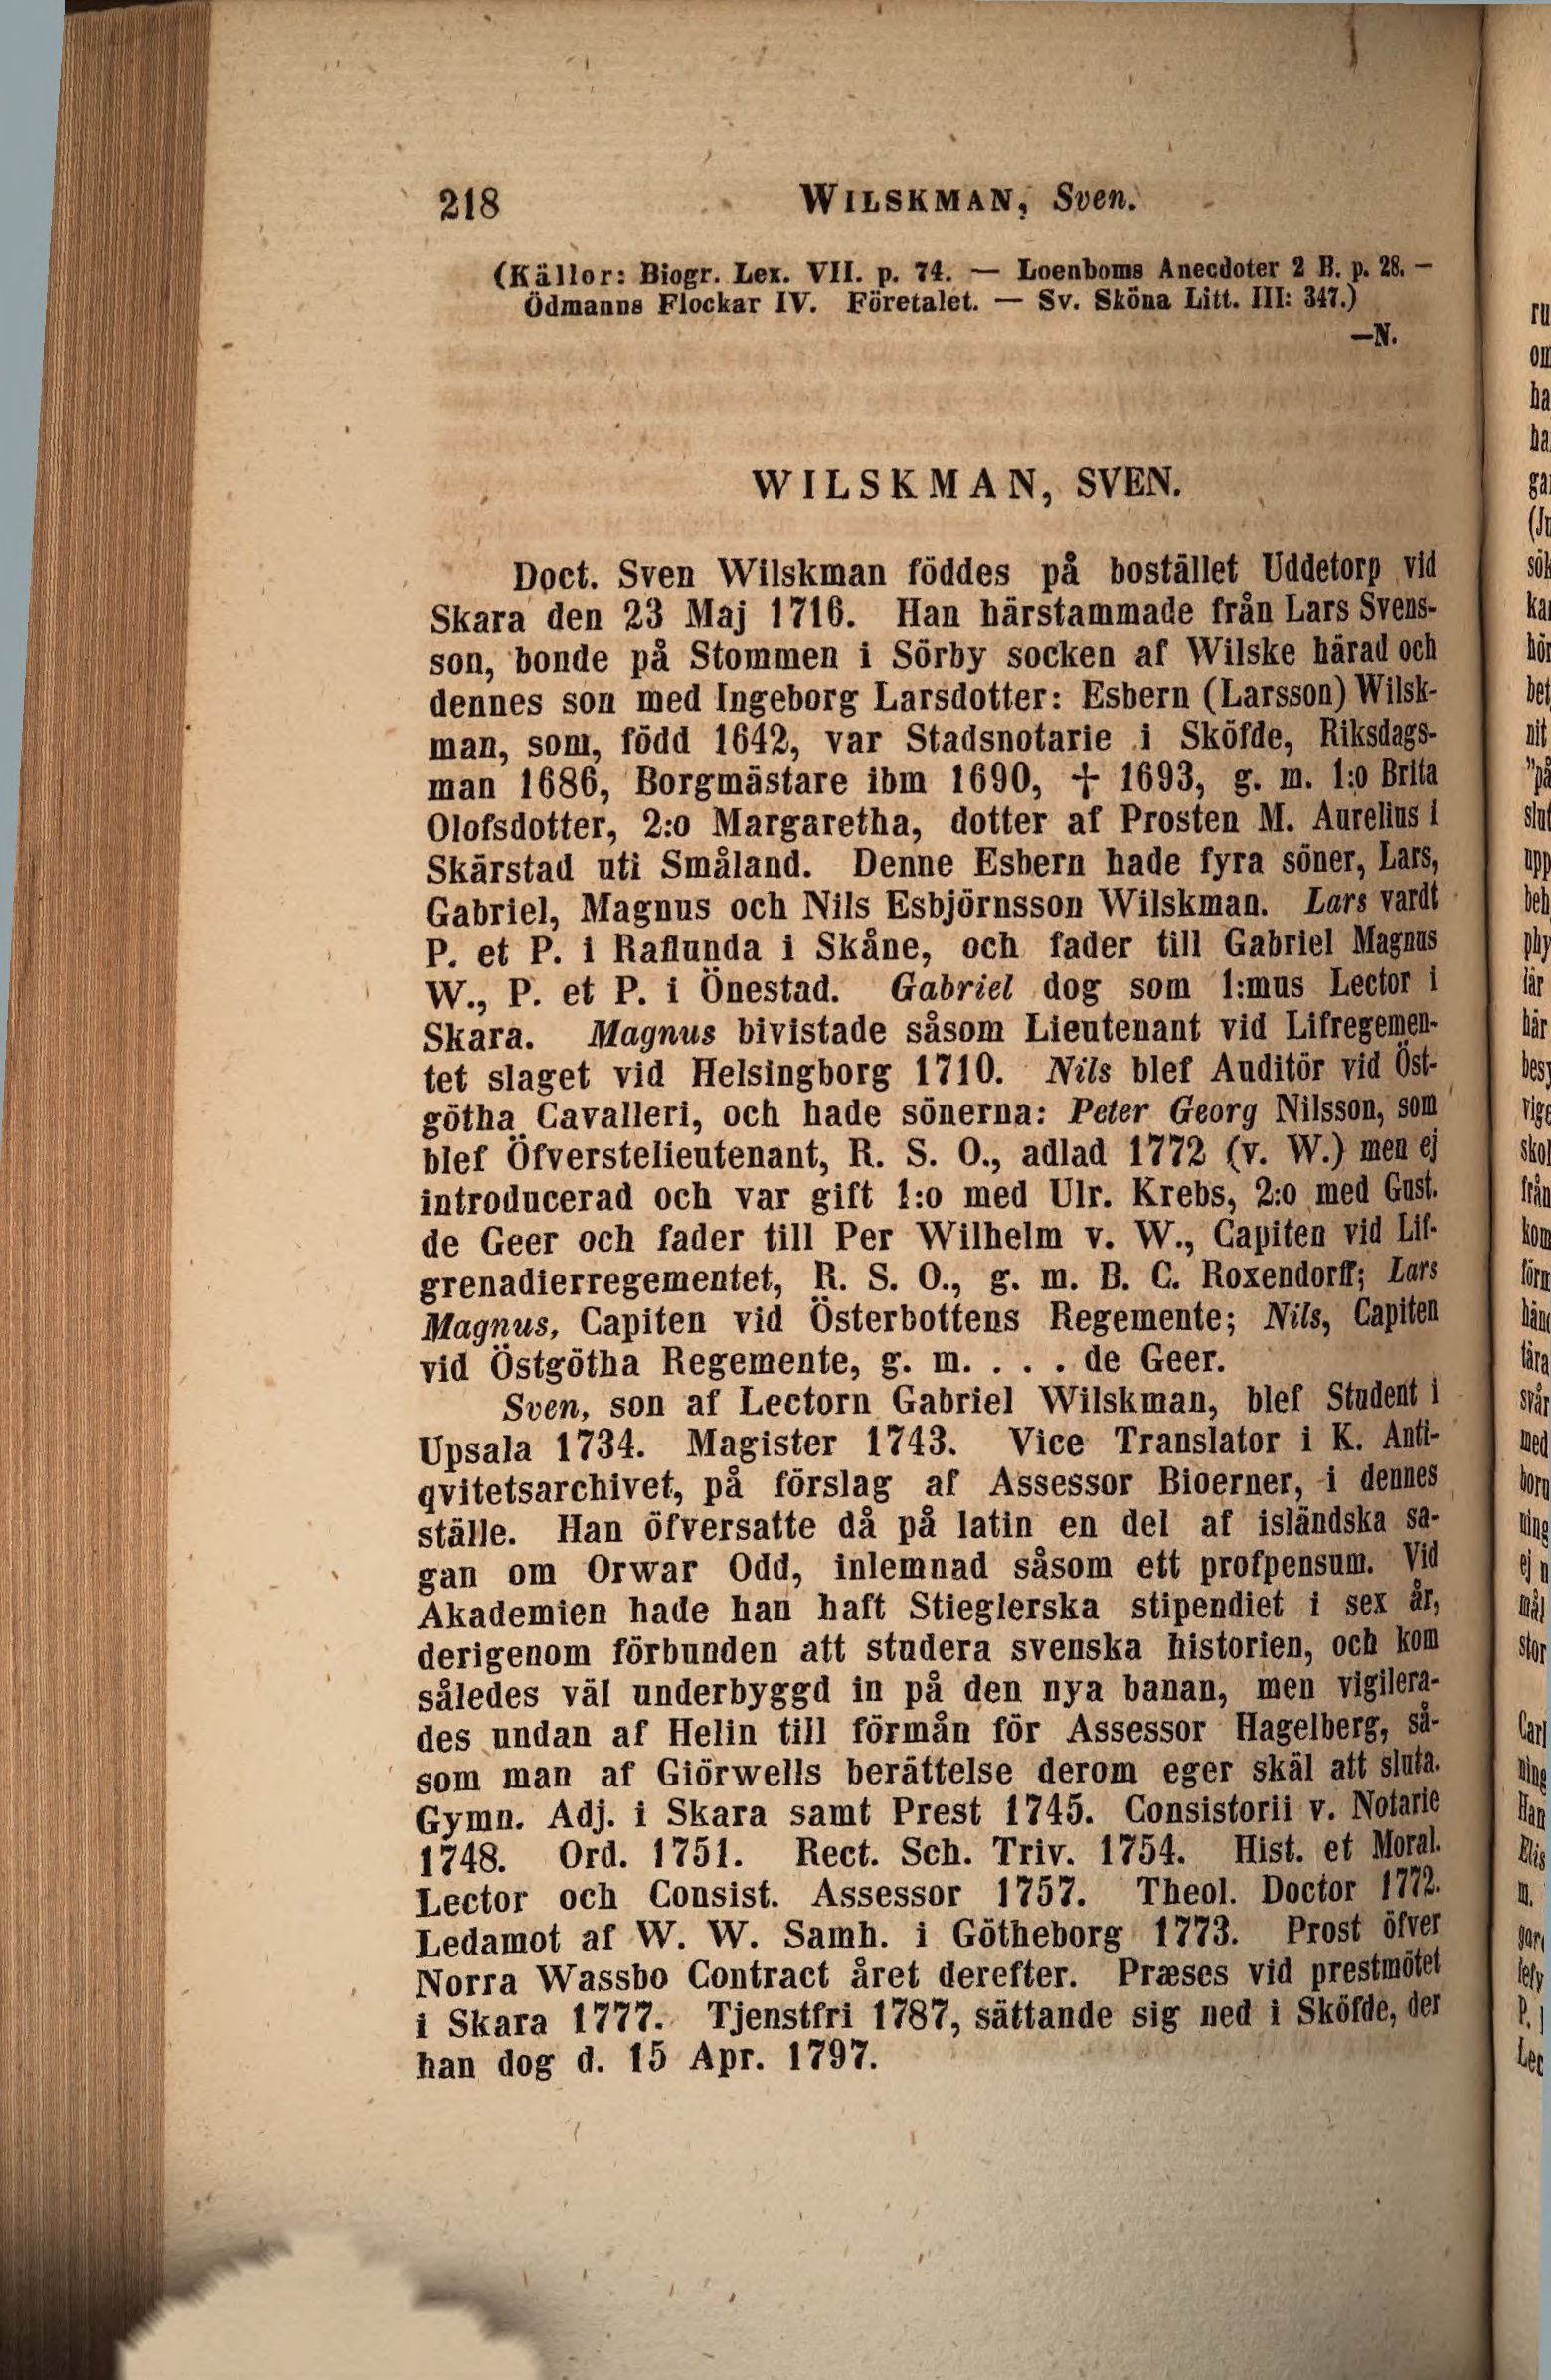 218 WILSKMAN, Sven.
(Källor: Biogr. Lex. VII. p. 74. — Loenboms Anecdoter 2 B. p. 28. —
Ödmanns Flockar IV. Företalet. — Sv. Sköna Litt. III: 347.)
—N.
WILSKMAN, SVEN.
Doct. Sven Wilskman föddes på bostället Uddetorp vid
Skara den 23 Maj 1716. Han härstammade från Lars Svens-
son, bonde på Stommen i Sörby socken af Wilske härad och
dennes son med Ingeborg Larsdotter: Esbern (Larsson) Wilsk-
man, som, född 1642, var Stadsnotarie i Sköfde, Riksdags-
man 1686, Borgmästare ibm 1690, † 1693, g. m. 1:o Brita
Olofsdotter, 2:o Margaretha, dotter af Prosten M. Aurelius i
Skärstad uti Småland. Denne Esbern hade fyra söner, Lars,
Gabriel, Magnus och Nils Esbjörnsson Wilskman. Lars vardt
P. et P. i Raflunda i Skåne, och fader till Gabriel Magnus
W., P. et P. i Önestad. Gabriel dog som 1:mus Lector i
Skara. Magnus bivistade såsom Lieutenant vid Lifregemen-
tet slaget vid Helsingborg 1710. Nils blef Auditör vid Öst-
götha Cavalleri, och hade sönerna: Peter Georg Nilsson, som
blef Öfverstelieutenant, R. S. O., adlad 1772 (v. W.) men ej
introducerad och var gift 1:o med Ulr. Krebs, 2:o med Gust.
de Geer och fader till Per Wilhelm v. W., Capiten vid Lif-
grenadierregementet, R. S. O., g. m. B. C. Roxendorff; Lars
Magnus, Capiten vid Österbottens Regemente; Nils, Capiten
vid Östgötha Regemente, g. m. . . . de Geer.
Sven, son af Lectorn Gabriel Wilskman, blef Student i
Upsala 1734. Magister 1743. Vice Translator i K. Anti-
qvitetsarchivet, på förslag af Assessor Bioerner, i dennes
ställe. Han öfversatte då på latin en del af isländska sa-
gan om Orwar Odd, inlemnad såsom ett profpensum. Vid
Akademien hade han haft Stieglerska stipendiet i sex år,
derigenom förbunden att studera svenska historien, och kom
således väl underbyggd in på den nya banan, men vigilera-
des undan af Helin till förmån för Assessor Hagelberg, så-
som man af Giörwells berättelse derom eger skäl att sluta.
Gymn. Adj. i Skara samt Prest 1745. Consistorii v. Notarie
1748. Ord. 1751. Rect. Sch. Triv. 1754. Hist. et Moral.
Lector och Consist. Assessor 1757. Theol. Doctor 1772.
Ledamot af W. W. Samh. i Götheborg 1773. Prost öfver
Norra Wassbo Contract året derefter. Præses vid prestmötet
i Skara 1777. Tjenstfri 1787, sättande sig ned i Sköfde, der
han dog d. 15 Apr. 1797.